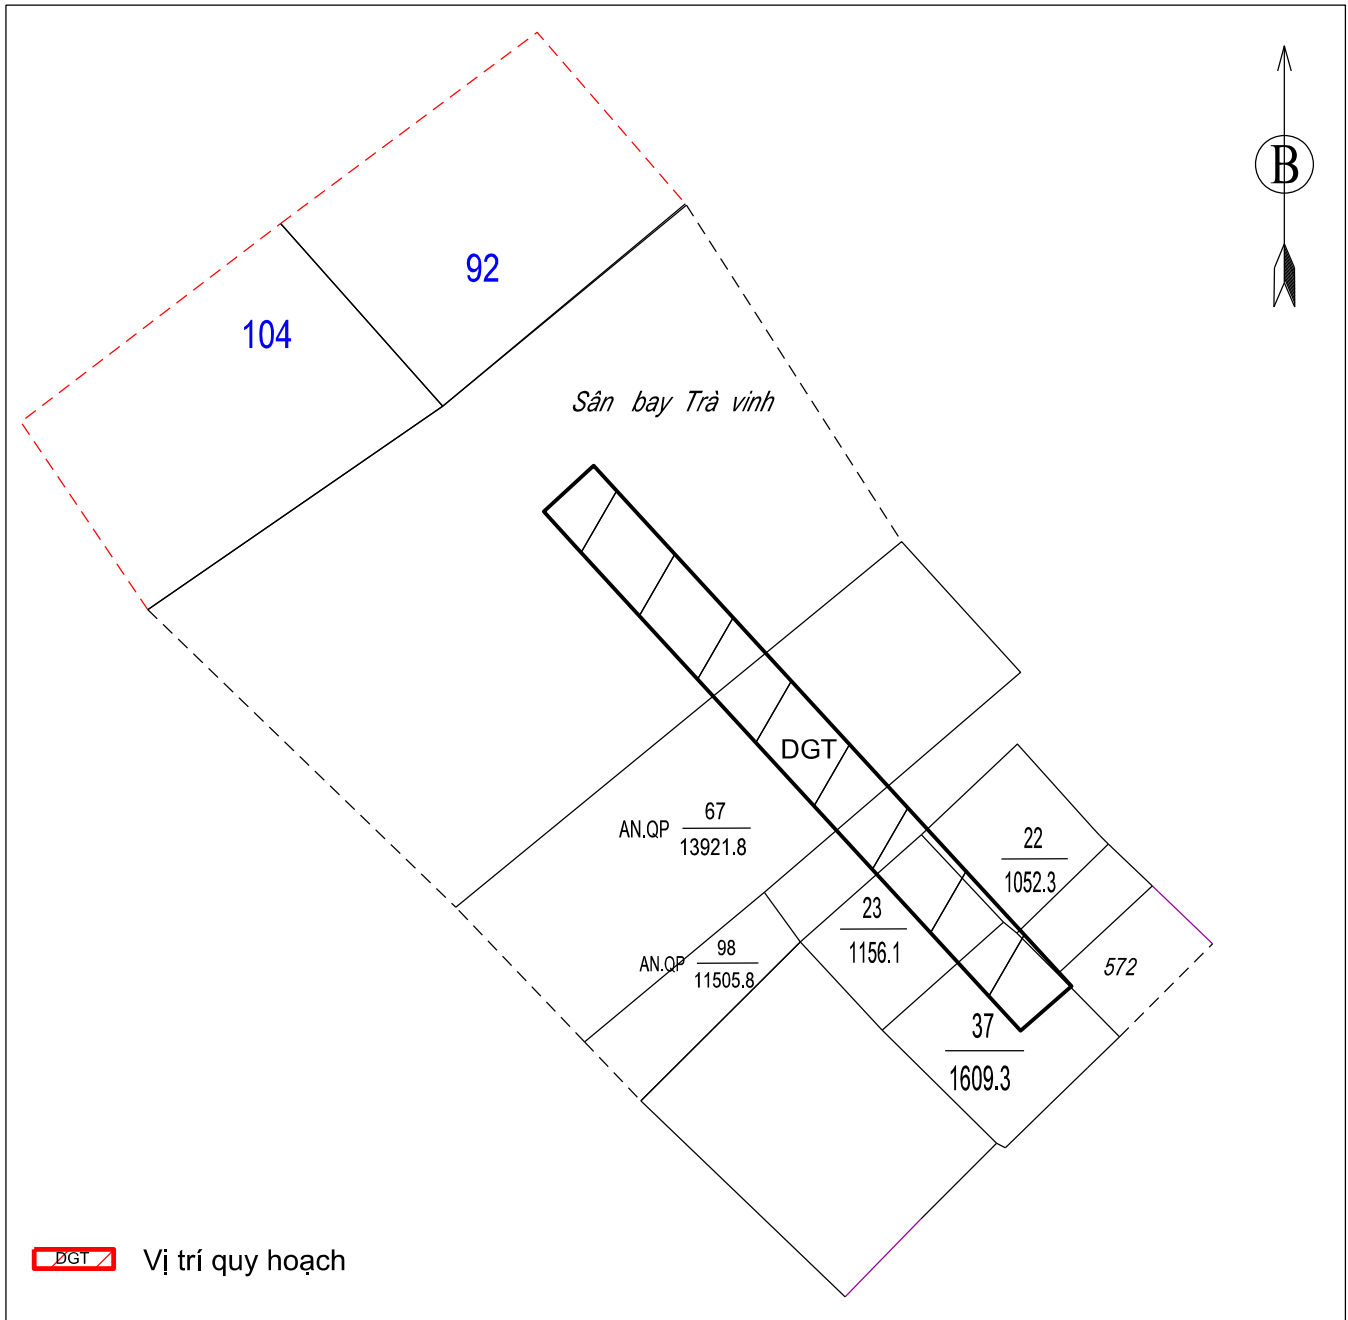 B
92
104
Sân bay Trà vinh
DGT
AN.QP 67
13921.8
22
1052.3
23
1156.1
AN.QP 98
11505.8
572
37
1609.3
DGT Vị trí quy hoạch